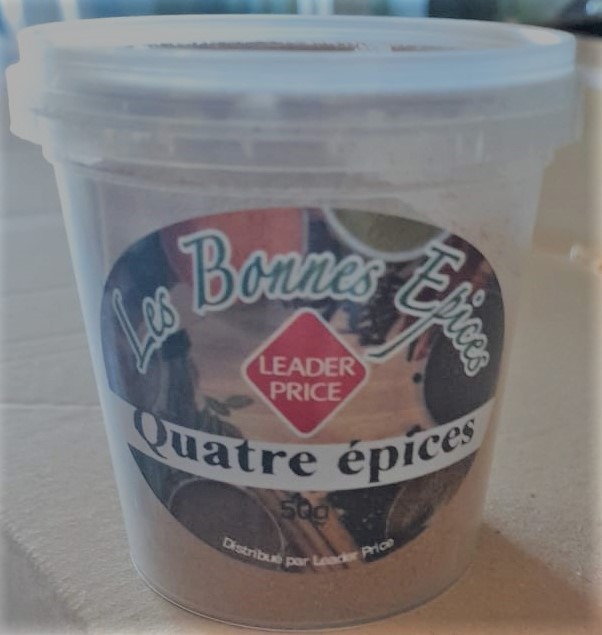 Les Bonnes Epices
LEADER
PRICE
Quatre épices
50g
Distribué par Leader Price